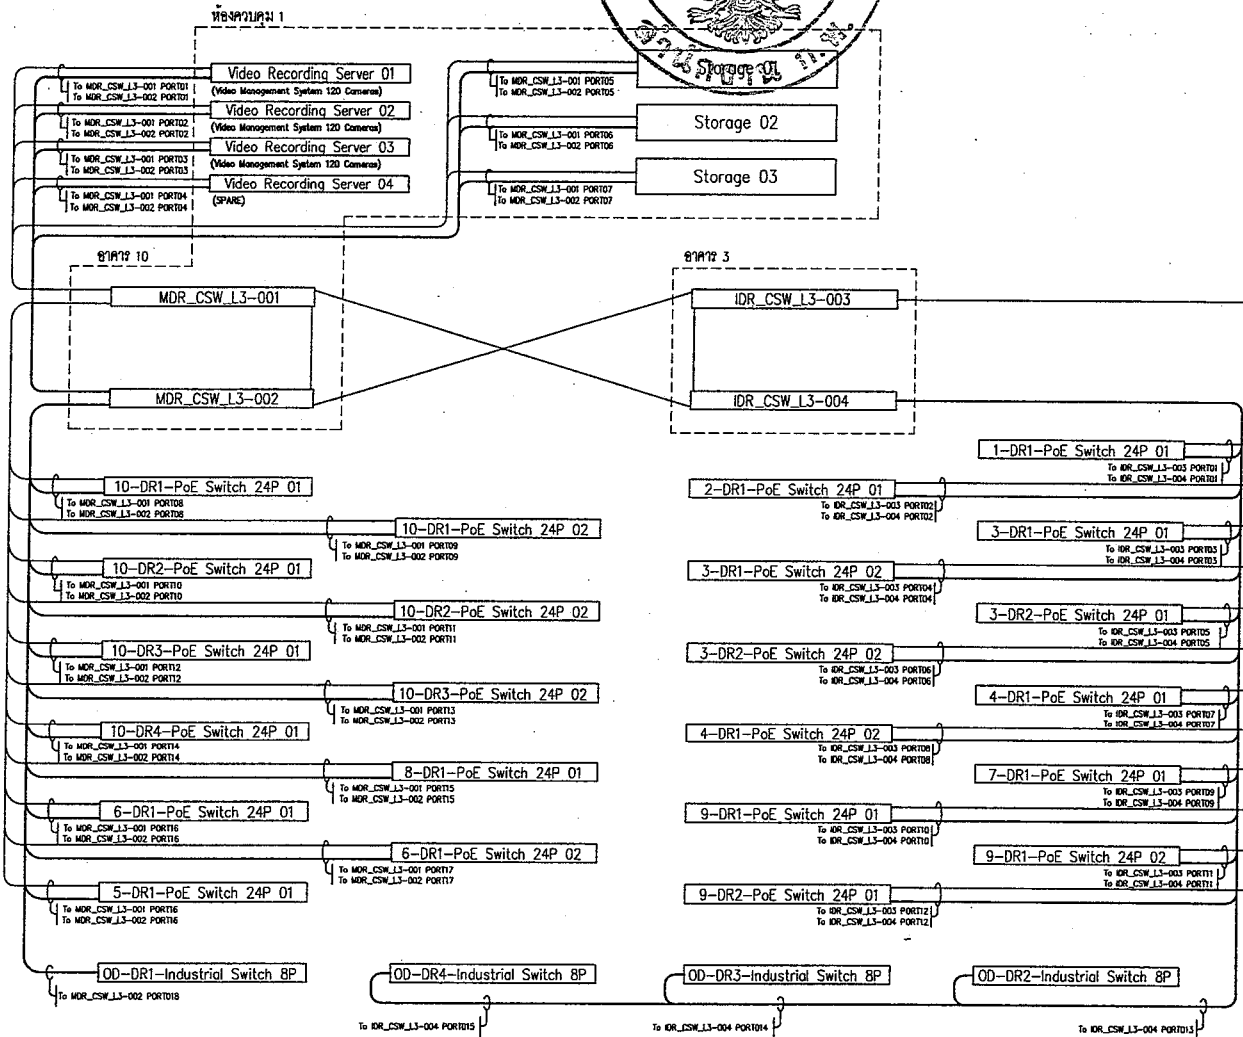 ห้องควบคุม 1
Video Recording Server 01
(Video Management System 120 Cameras)
To MDR_CSW_L3-001 PORT01
To MDR_CSW_L3-002 PORT01
Video Recording Server 02
(Video Management System 120 Cameras)
To MDR_CSW_L3-001 PORT02
To MDR_CSW_L3-002 PORT02
Video Recording Server 03
(Video Management System 120 Cameras)
To MDR_CSW_L3-001 PORT03
To MDR_CSW_L3-002 PORT03
Video Recording Server 04
(SPARE)
To MDR_CSW_L3-001 PORT04
To MDR_CSW_L3-002 PORT04
Storage 01
To MDR_CSW_L3-001 PORT05
To MDR_CSW_L3-002 PORT05
Storage 02
To MDR_CSW_L3-001 PORT06
To MDR_CSW_L3-002 PORT06
Storage 03
To MDR_CSW_L3-001 PORT07
To MDR_CSW_L3-002 PORT07
อาคาร 10
MDR_CSW_L3-001
MDR_CSW_L3-002
อาคาร 3
IDR_CSW_L3-003
IDR_CSW_L3-004
10-DR1-PoE Switch 24P 01
To MDR_CSW_L3-001 PORT08
To MDR_CSW_L3-002 PORT08
10-DR1-PoE Switch 24P 02
To MDR_CSW_L3-001 PORT09
To MDR_CSW_L3-002 PORT09
10-DR2-PoE Switch 24P 01
To MDR_CSW_L3-001 PORT10
To MDR_CSW_L3-002 PORT10
10-DR2-PoE Switch 24P 02
To MDR_CSW_L3-001 PORT11
To MDR_CSW_L3-002 PORT11
10-DR3-PoE Switch 24P 01
To MDR_CSW_L3-001 PORT12
To MDR_CSW_L3-002 PORT12
10-DR3-PoE Switch 24P 02
To MDR_CSW_L3-001 PORT13
To MDR_CSW_L3-002 PORT13
10-DR4-PoE Switch 24P 01
To MDR_CSW_L3-001 PORT14
To MDR_CSW_L3-002 PORT14
8-DR1-PoE Switch 24P 01
To MDR_CSW_L3-001 PORT15
To MDR_CSW_L3-002 PORT15
6-DR1-PoE Switch 24P 01
To MDR_CSW_L3-001 PORT16
To MDR_CSW_L3-002 PORT16
6-DR1-PoE Switch 24P 02
To MDR_CSW_L3-001 PORT17
To MDR_CSW_L3-002 PORT17
5-DR1-PoE Switch 24P 01
To MDR_CSW_L3-001 PORT16
To MDR_CSW_L3-002 PORT16
1-DR1-PoE Switch 24P 01
To IDR_CSW_L3-003 PORT01
To IDR_CSW_L3-004 PORT01
2-DR1-PoE Switch 24P 01
To IDR_CSW_L3-003 PORT02
To IDR_CSW_L3-004 PORT02
3-DR1-PoE Switch 24P 01
To IDR_CSW_L3-003 PORT03
To IDR_CSW_L3-004 PORT03
3-DR1-PoE Switch 24P 02
To IDR_CSW_L3-003 PORT04
To IDR_CSW_L3-004 PORT04
3-DR2-PoE Switch 24P 01
To IDR_CSW_L3-003 PORT05
To IDR_CSW_L3-004 PORT05
3-DR2-PoE Switch 24P 02
To IDR_CSW_L3-003 PORT06
To IDR_CSW_L3-004 PORT06
4-DR1-PoE Switch 24P 01
To IDR_CSW_L3-003 PORT07
To IDR_CSW_L3-004 PORT07
4-DR1-PoE Switch 24P 02
To IDR_CSW_L3-003 PORT08
To IDR_CSW_L3-004 PORT08
7-DR1-PoE Switch 24P 01
To IDR_CSW_L3-003 PORT09
To IDR_CSW_L3-004 PORT09
9-DR1-PoE Switch 24P 01
To IDR_CSW_L3-003 PORT10
To IDR_CSW_L3-004 PORT10
9-DR1-PoE Switch 24P 02
To IDR_CSW_L3-003 PORT11
To IDR_CSW_L3-004 PORT11
9-DR2-PoE Switch 24P 01
To IDR_CSW_L3-003 PORT12
To IDR_CSW_L3-004 PORT12
OD-DR1-Industrial Switch 8P
To MDR_CSW_L3-002 PORT018
OD-DR4-Industrial Switch 8P
To IDR_CSW_L3-004 PORT015
OD-DR3-Industrial Switch 8P
To IDR_CSW_L3-004 PORT014
OD-DR2-Industrial Switch 8P
To IDR_CSW_L3-004 PORT013